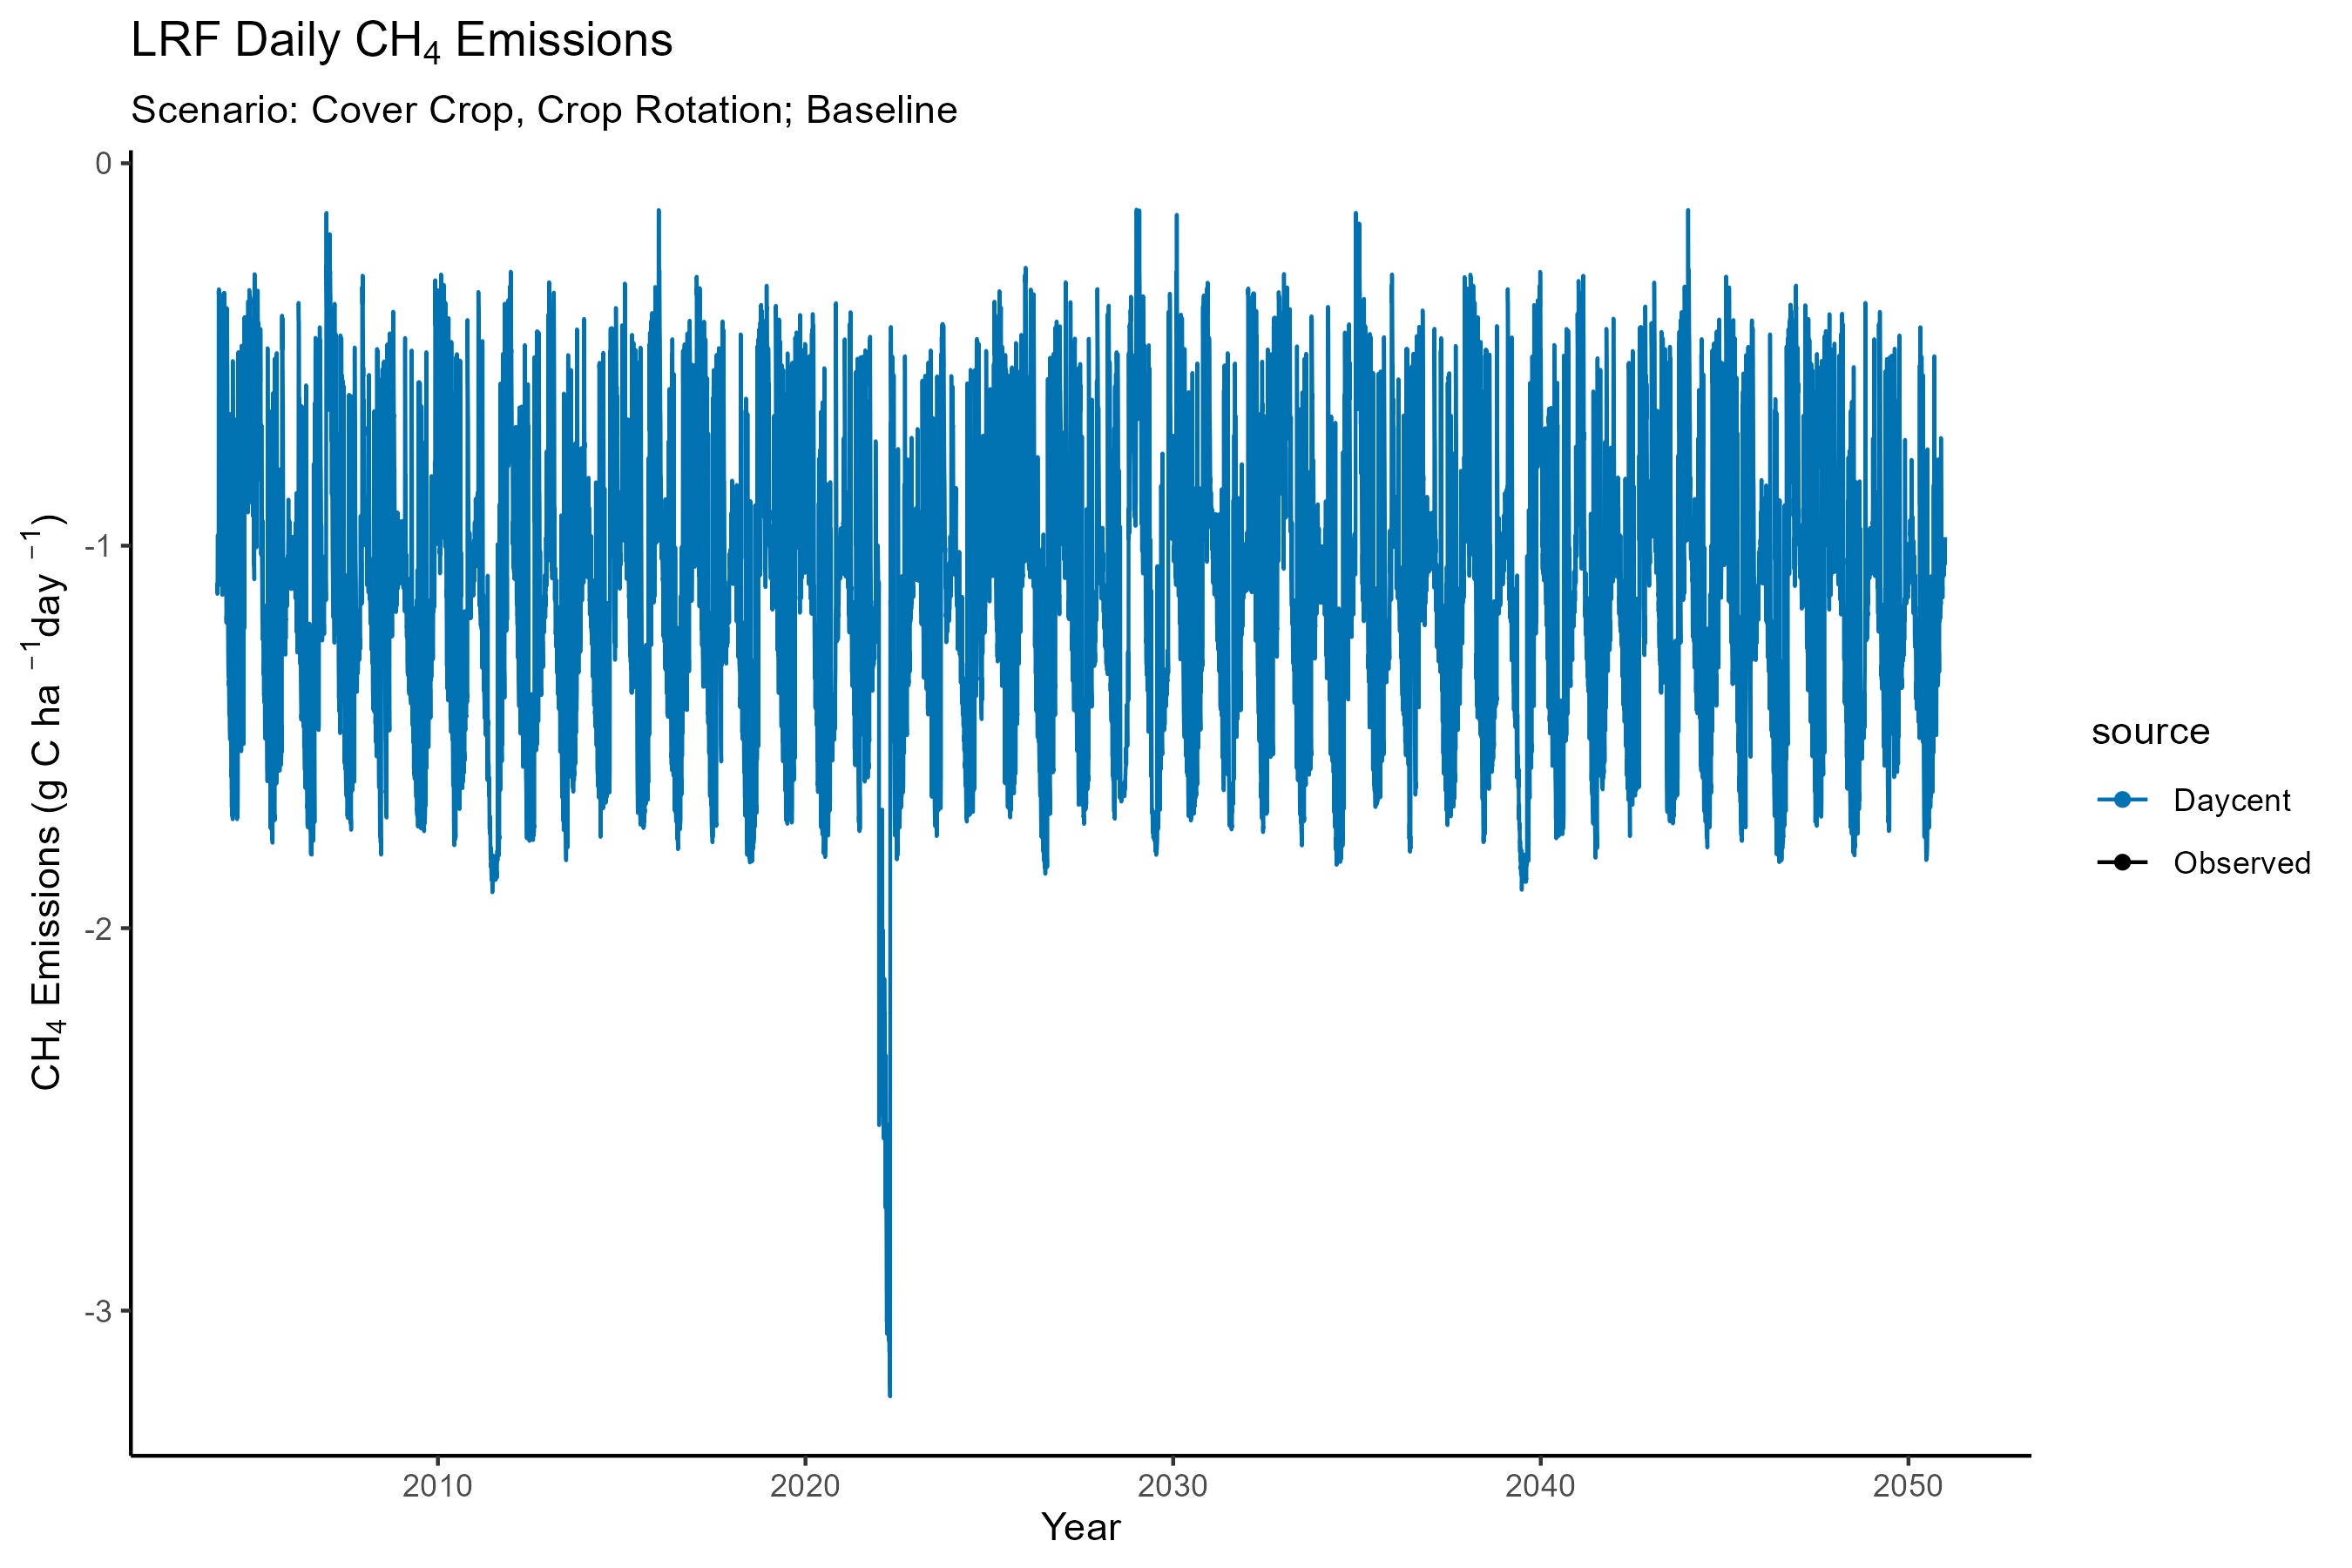 LRF Daily CH₄ Emissions
Scenario: Cover Crop, Crop Rotation; Baseline
CH₄ Emissions (g C ha ⁻¹day ⁻¹)
0
-1
-2
-3
2010 2020 2030 2040 2050
Year
source
Daycent
Observed